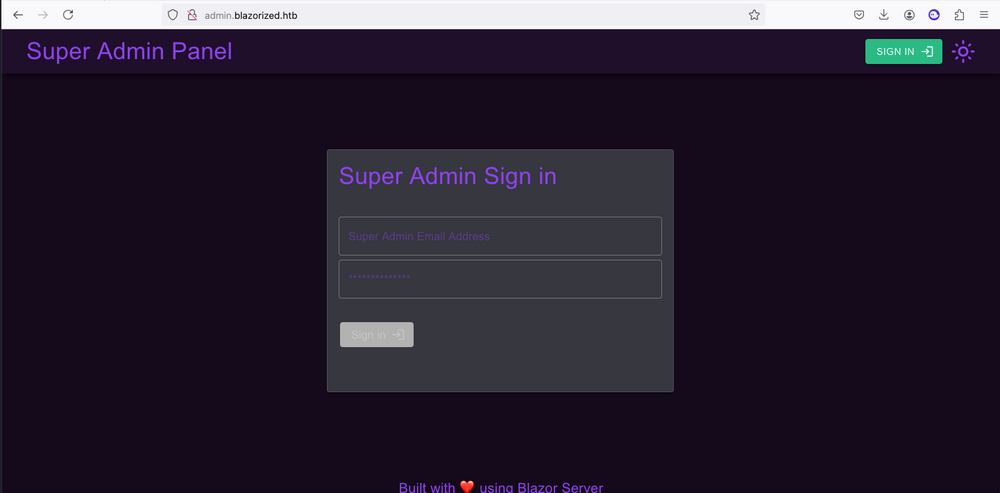 admin.blazorized.htb
Super Admin Panel
SIGN IN
Super Admin Sign in
Super Admin Email Address
**************
Sign in
Built with ❤️ using Blazor Server